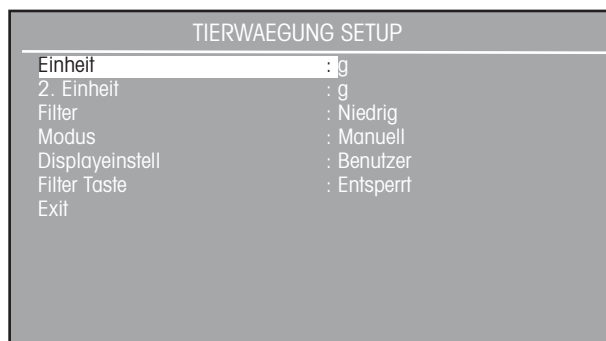 TIERWAEGUNG SETUP
Einheit : g
2. Einheit : g
Filter : Niedrig
Modus : Manuell
Displayeinstell : Benutzer
Filter Taste : Entsperrt
Exit